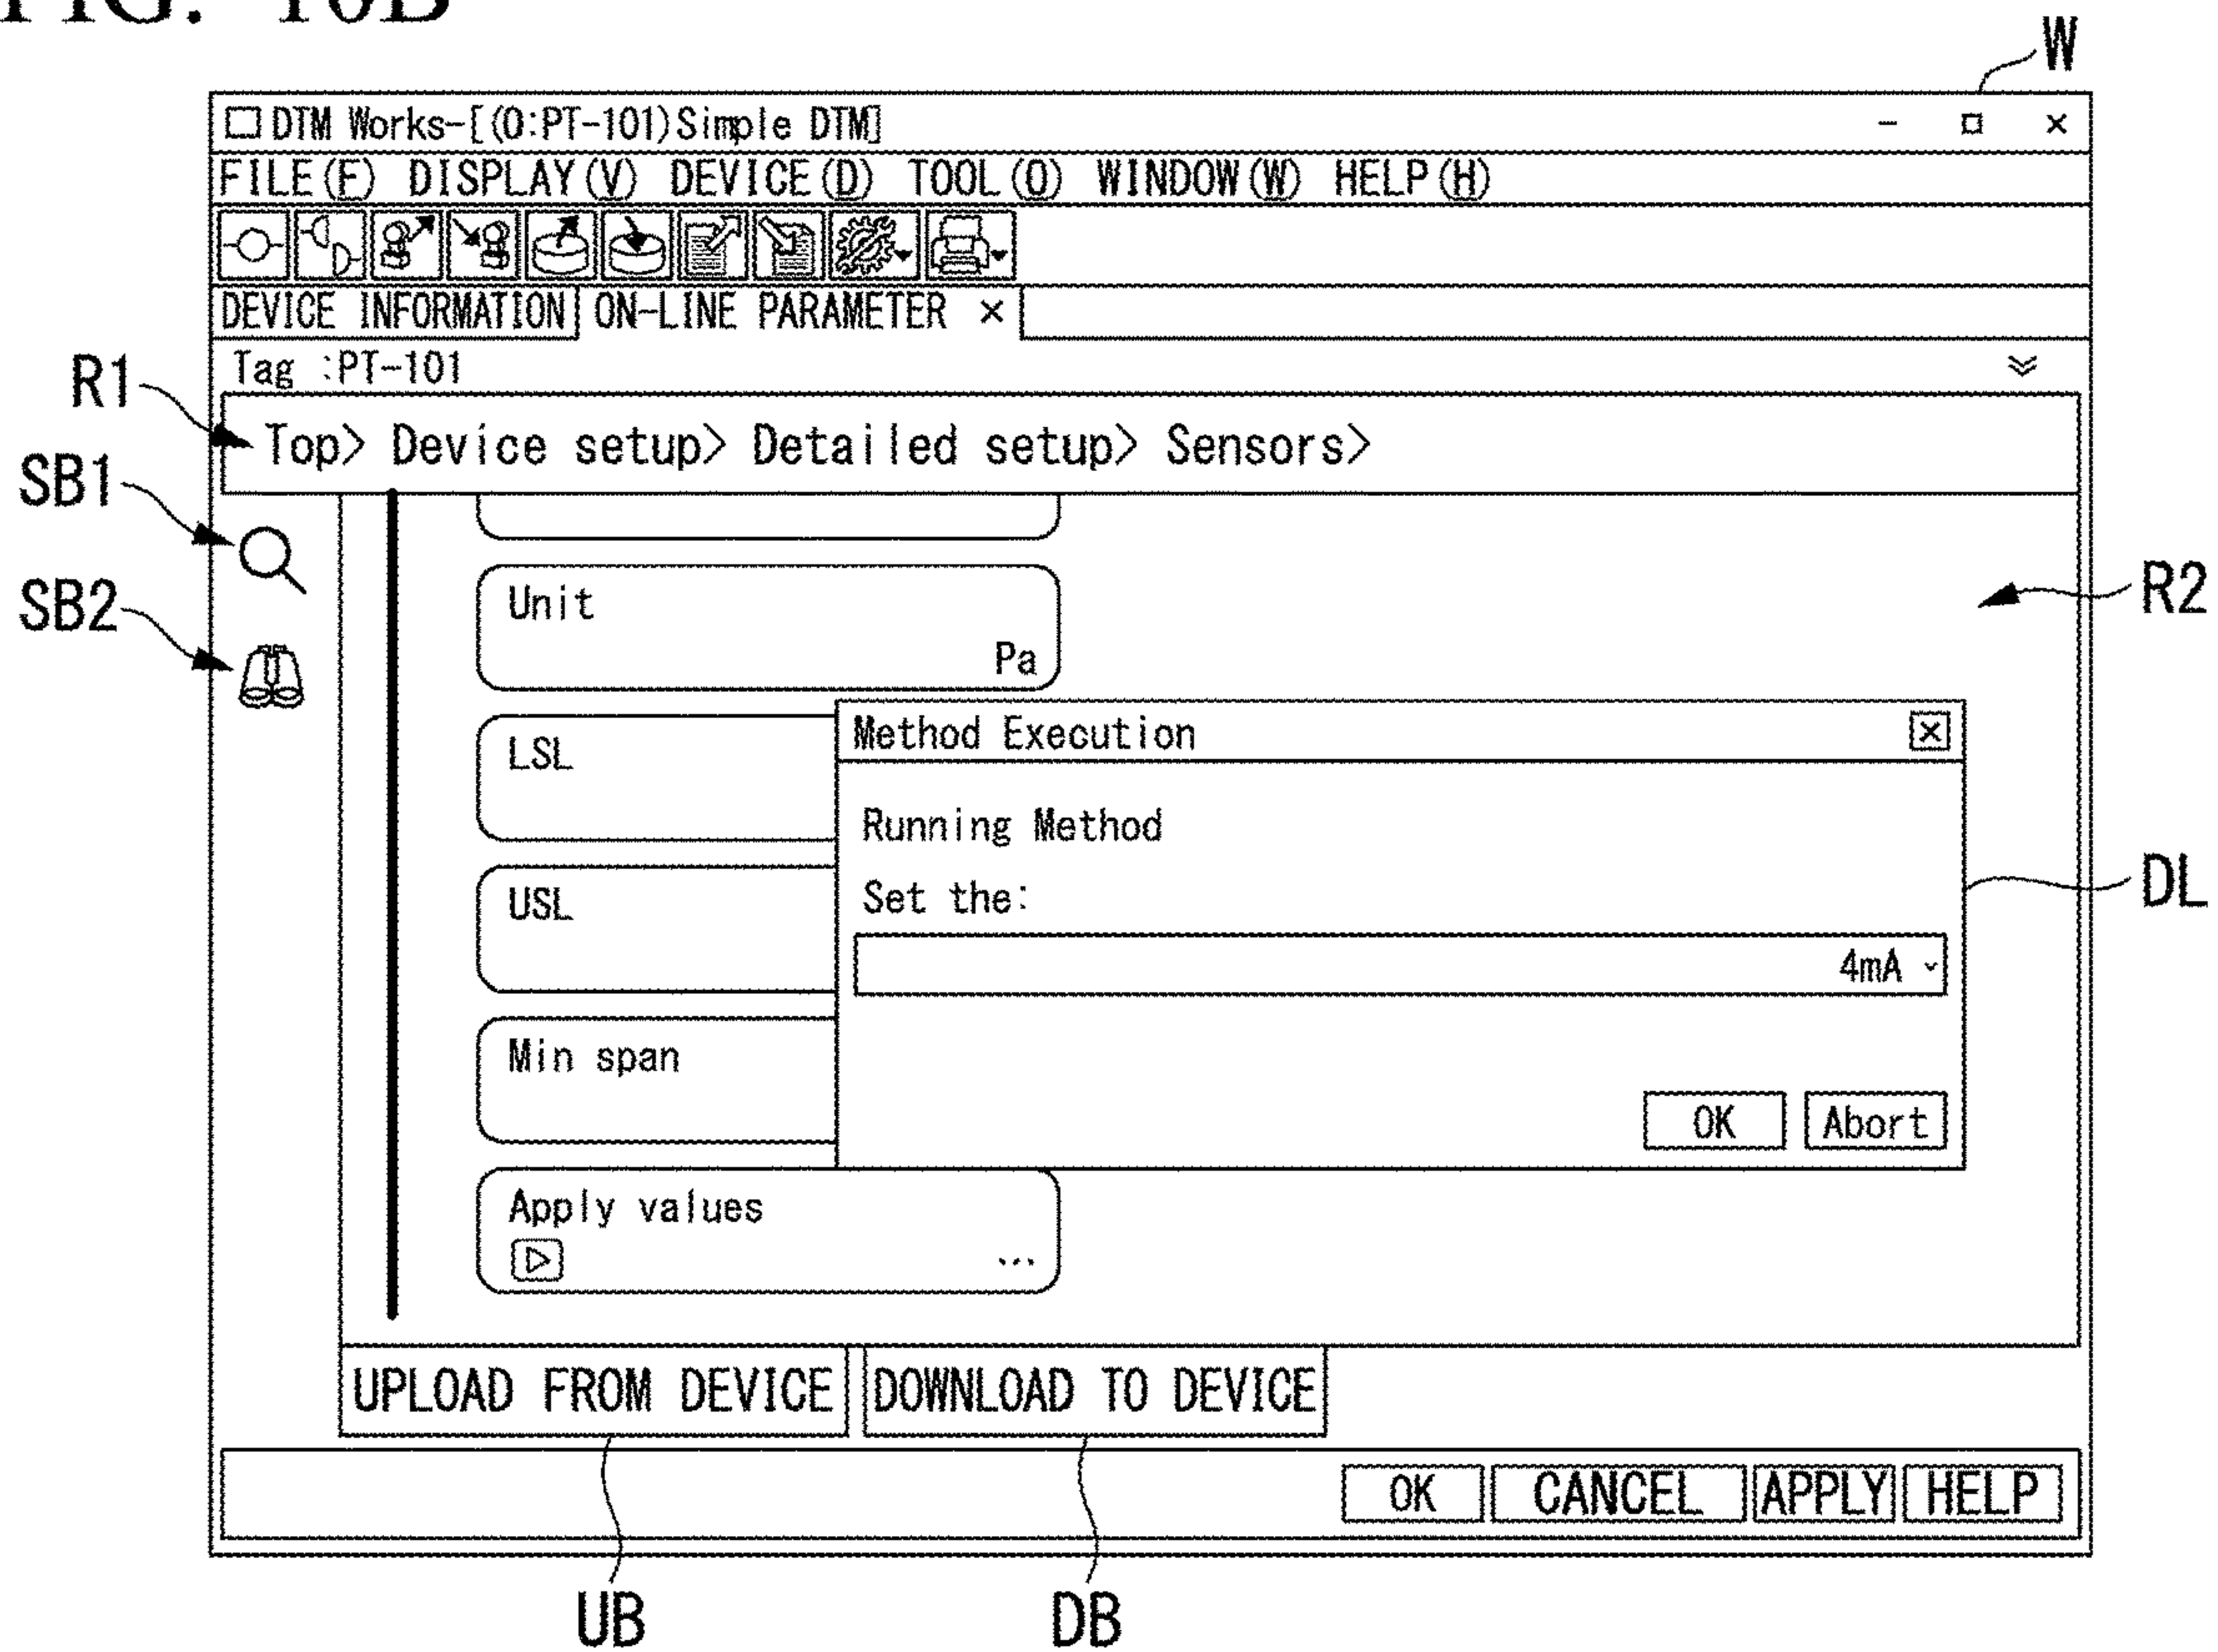 FIG. 10B
W
DTM Works-[(O:PT-101)Simple DTM]
FILE(F) DISPLAY(V) DEVICE(D) TOOL(O) WINDOW(W) HELP(H)
DEVICE INFORMATION ON-LINE PARAMETER ×
Tag :PT-101
R1
Top> Device setup> Detailed setup> Sensors>
SB1
SB2
R2
Unit
Pa
LSL
USL
Min span
Apply values
...
Method Execution
Running Method
Set the:
4mA
OK Abort
DL
UPLOAD FROM DEVICE DOWNLOAD TO DEVICE
OK CANCEL APPLY HELP
UB DB